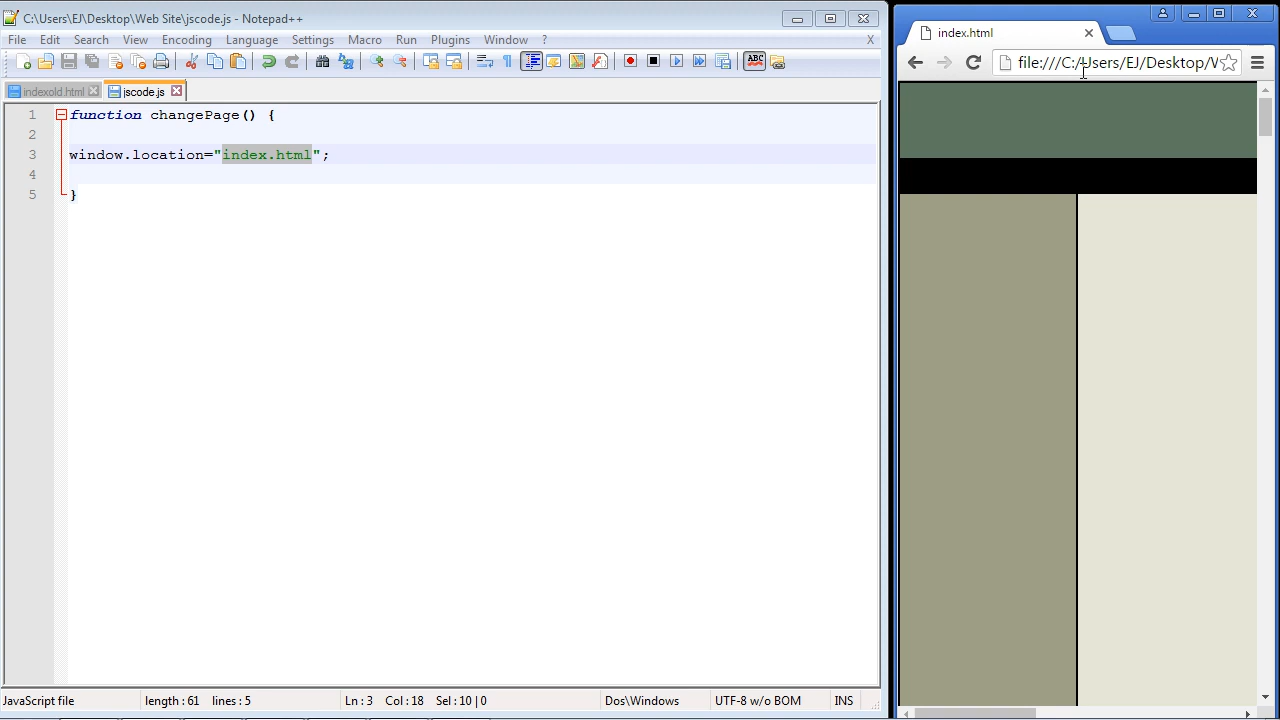 C:\Users\EJ\Desktop\Web Site\jscode.js - Notepad++
File Edit Search View Encoding Language Settings Macro Run Plugins Window ? X
indexold.html jscode.js
1 function changePage() {
2
3 window.location="index.html";
4
5 }
JavaScript file length : 61 lines : 5 Ln : 3 Col : 18 Sel : 10 | 0 Dos\Windows UTF-8 w/o BOM INS
index.html
file:///C:/Users/EJ/Desktop/